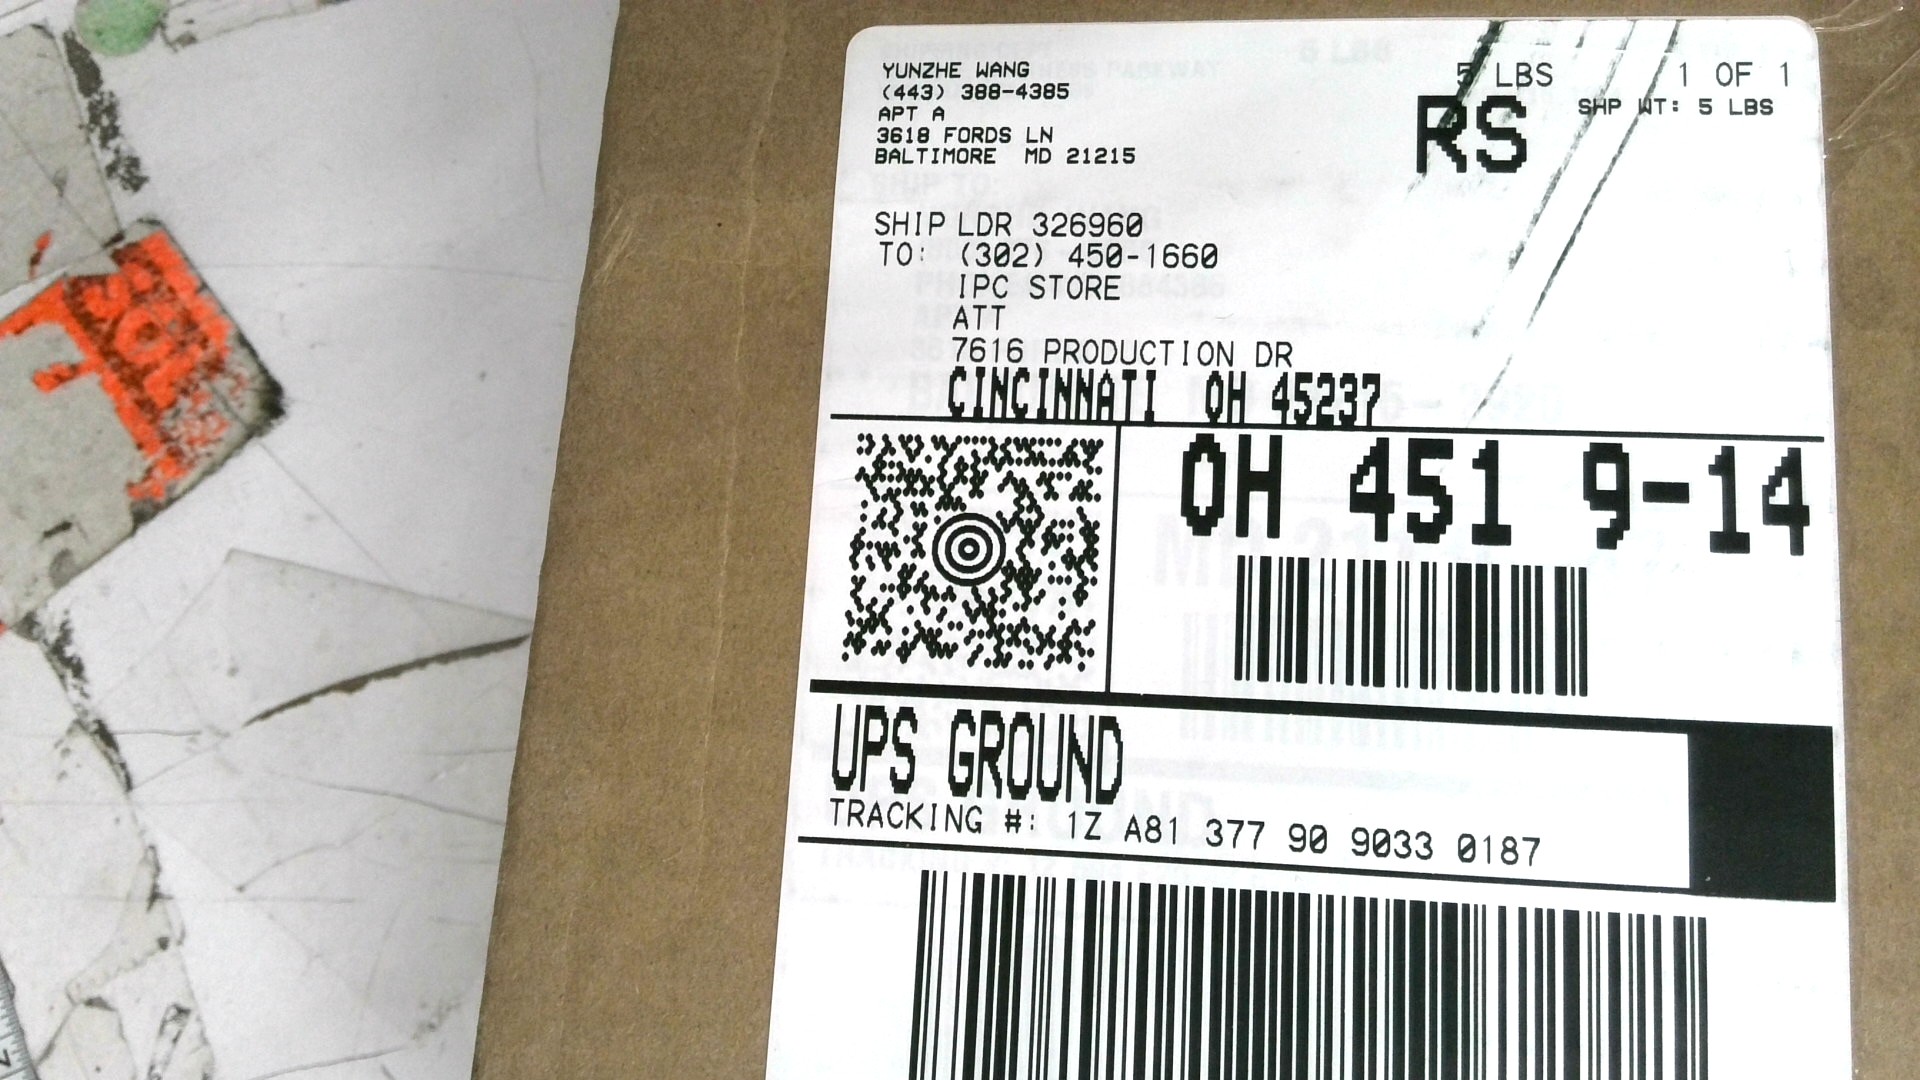 YUNZHE WANG
(443) 388-4385
APT A
3618 FORDS LN
BALTIMORE MD 21215
5 LBS
1 OF 1
RS
SHP WT: 5 LBS
SHIP LDR 326960
TO: (302) 450-1660
IPC STORE
ATT
7616 PRODUCTION DR
CINCINNATI OH 45237
OH 451 9-14
UPS GROUND
TRACKING #: 1Z A81 377 90 9033 0187